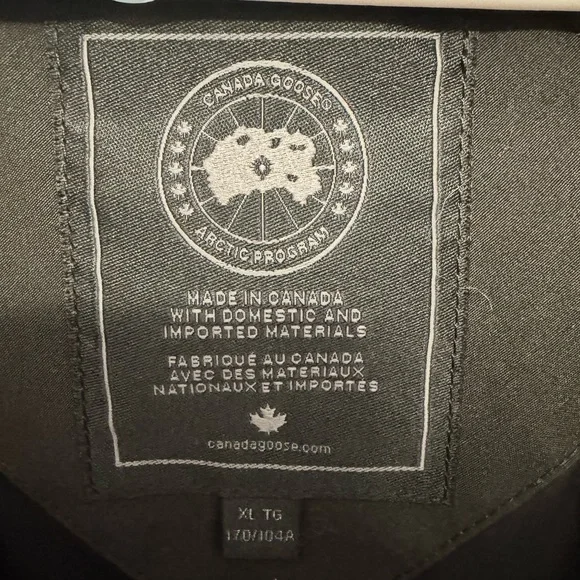 CANADA GOOSE®
ARCTIC PROGRAM
MADE IN CANADA
WITH DOMESTIC AND
IMPORTED MATERIALS
FABRIQUÉ AU CANADA
AVEC DES MATERIAUX
NATIONAUX ET IMPORTÉS
canadagoose.com
XL TG
170/104A